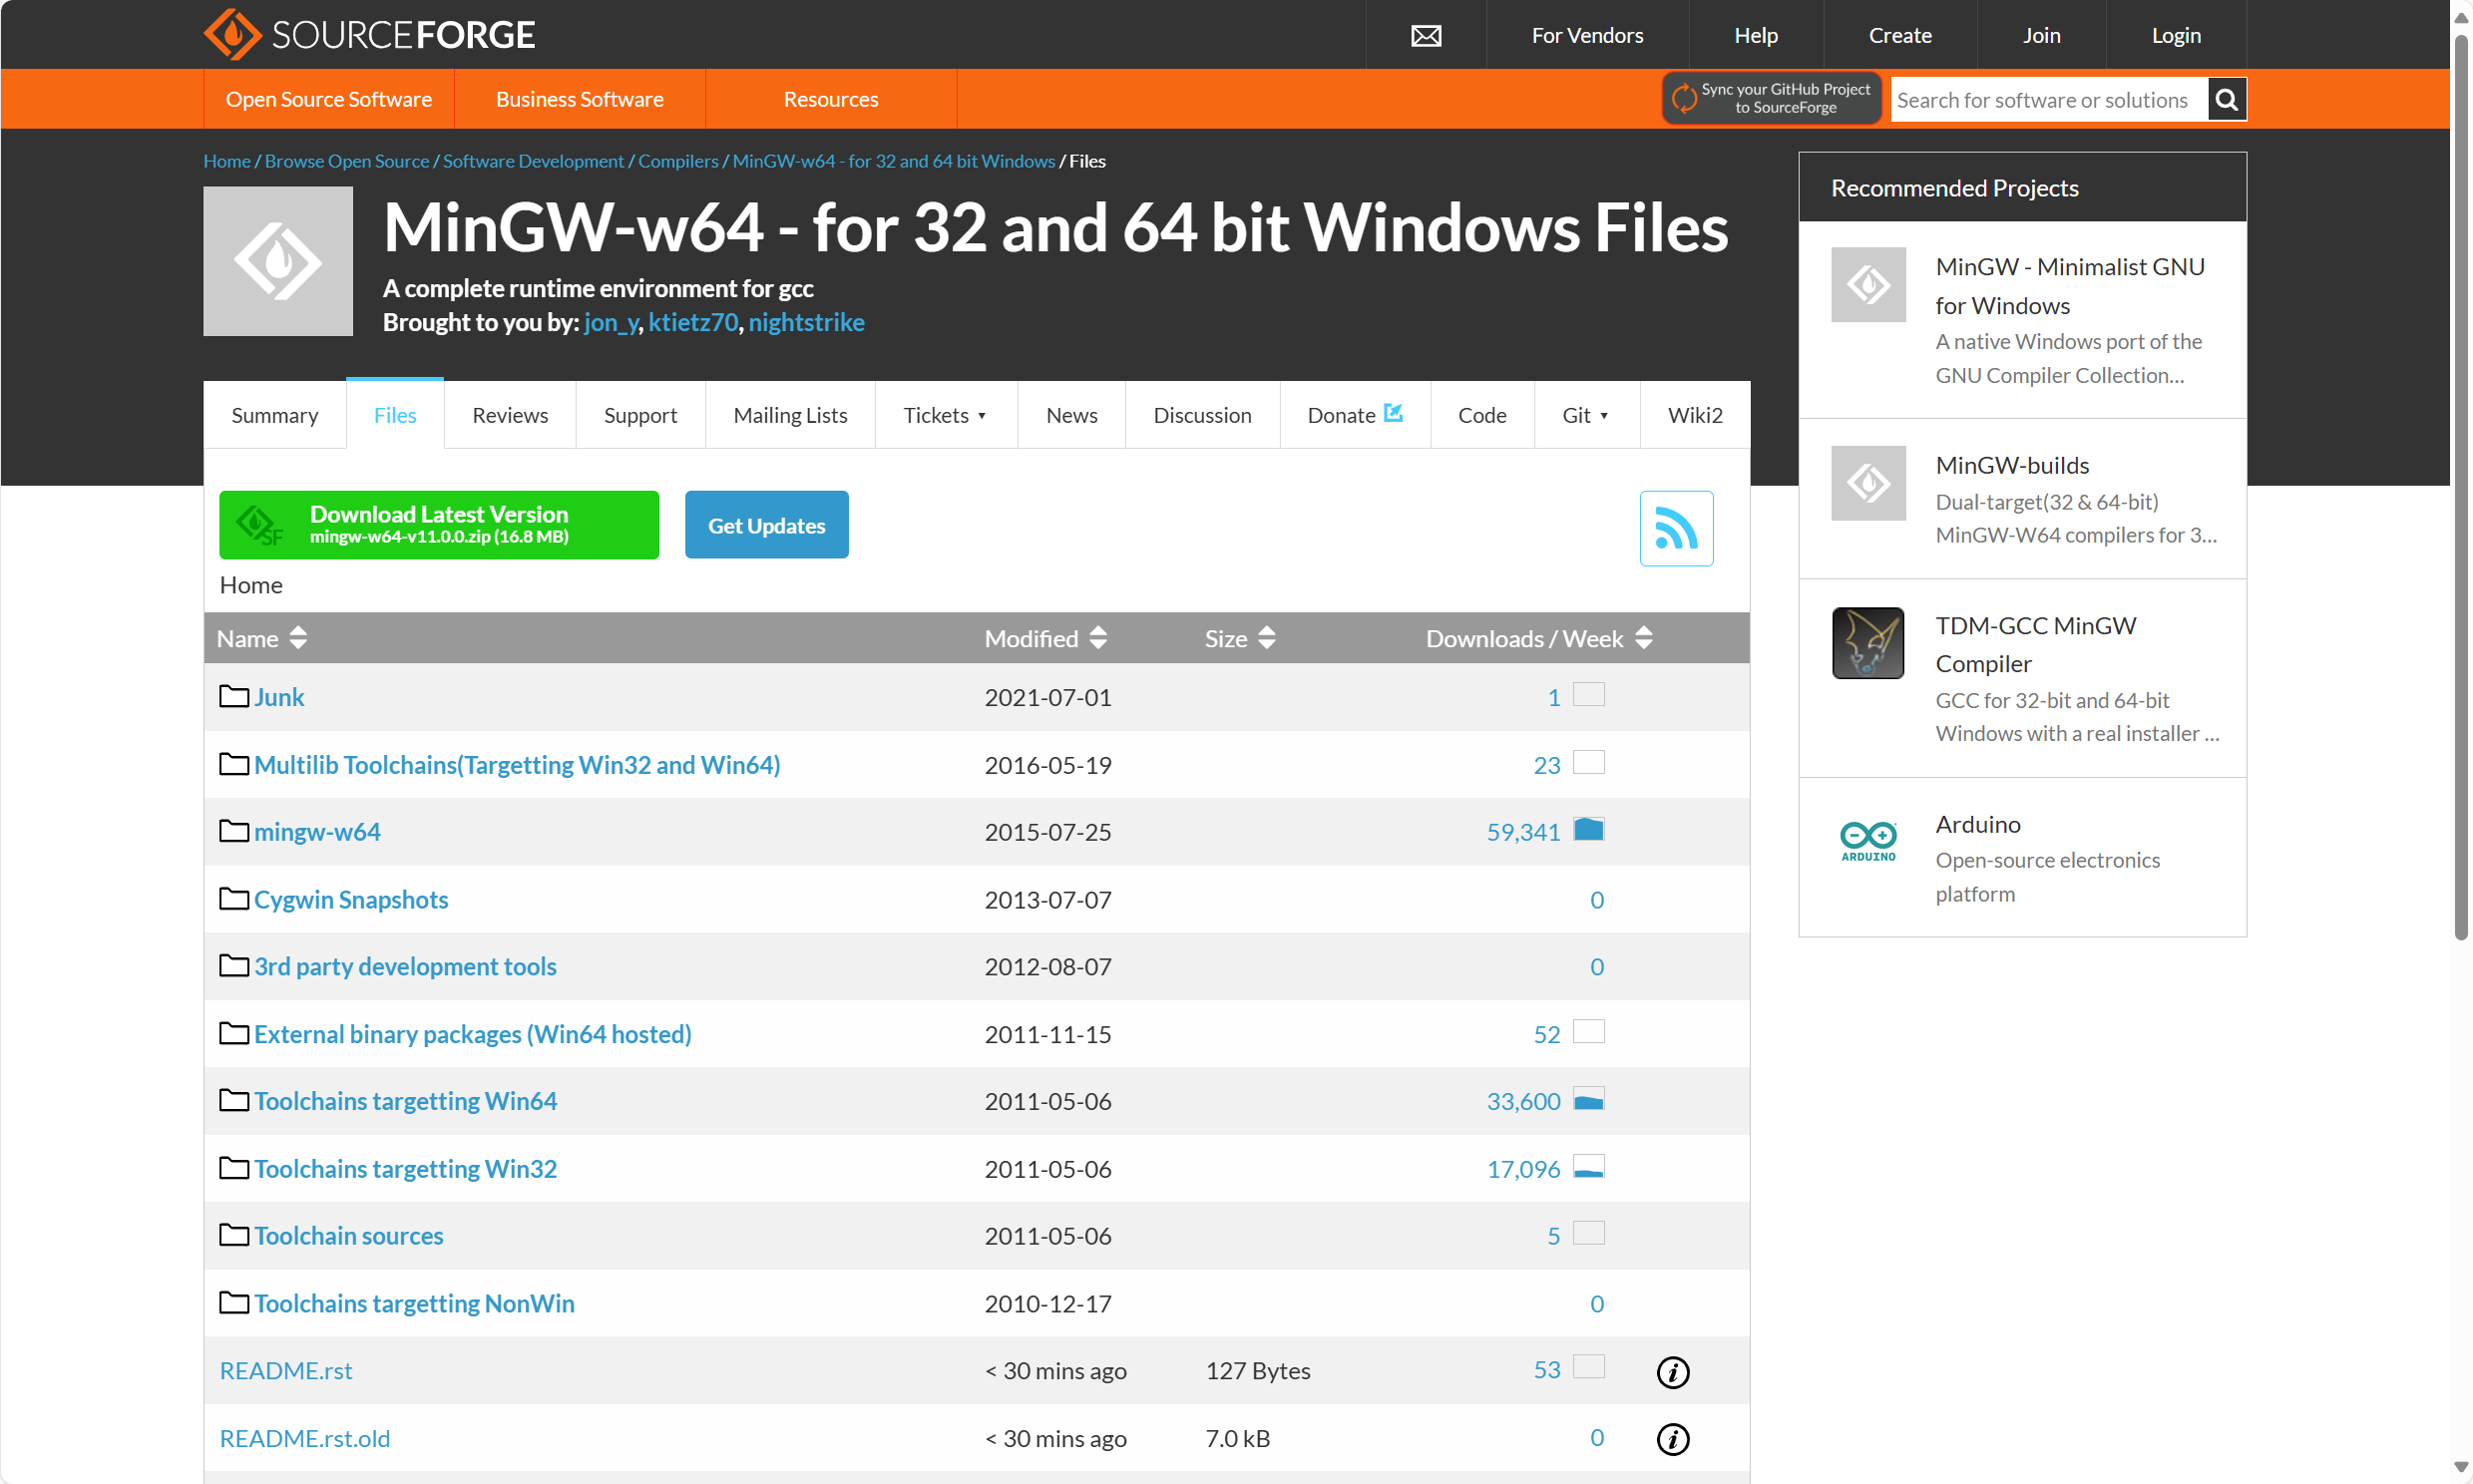 SOURCEFORGE
For Vendors
Help
Create
Join
Login
Open Source Software
Business Software
Resources
Sync your GitHub Project
to SourceForge
Search for software or solutions
Home / Browse Open Source / Software Development / Compilers / MinGW-w64 - for 32 and 64 bit Windows / Files
MinGW-w64 - for 32 and 64 bit Windows Files
A complete runtime environment for gcc
Brought to you by: jon_y, ktietz70, nightstrike
Summary
Files
Reviews
Support
Mailing Lists
Tickets
News
Discussion
Donate
Code
Git
Wiki2
SF
Download Latest Version
mingw-w64-v11.0.0.zip (16.8 MB)
Get Updates
Home
Name Modified Size Downloads / Week
Junk 2021-07-01 1
Multilib Toolchains(Targetting Win32 and Win64) 2016-05-19 23
mingw-w64 2015-07-25 59,341
Cygwin Snapshots 2013-07-07 0
3rd party development tools 2012-08-07 0
External binary packages (Win64 hosted) 2011-11-15 52
Toolchains targetting Win64 2011-05-06 33,600
Toolchains targetting Win32 2011-05-06 17,096
Toolchain sources 2011-05-06 5
Toolchains targetting NonWin 2010-12-17 0
README.rst < 30 mins ago 127 Bytes 53 i
README.rst.old < 30 mins ago 7.0 kB 0 i
Recommended Projects
MinGW - Minimalist GNU
for Windows
A native Windows port of the
GNU Compiler Collection...
MinGW-builds
Dual-target(32 & 64-bit)
MinGW-W64 compilers for 3...
TDM-GCC MinGW
Compiler
GCC for 32-bit and 64-bit
Windows with a real installer ...
ARDUINO
Arduino
Open-source electronics
platform